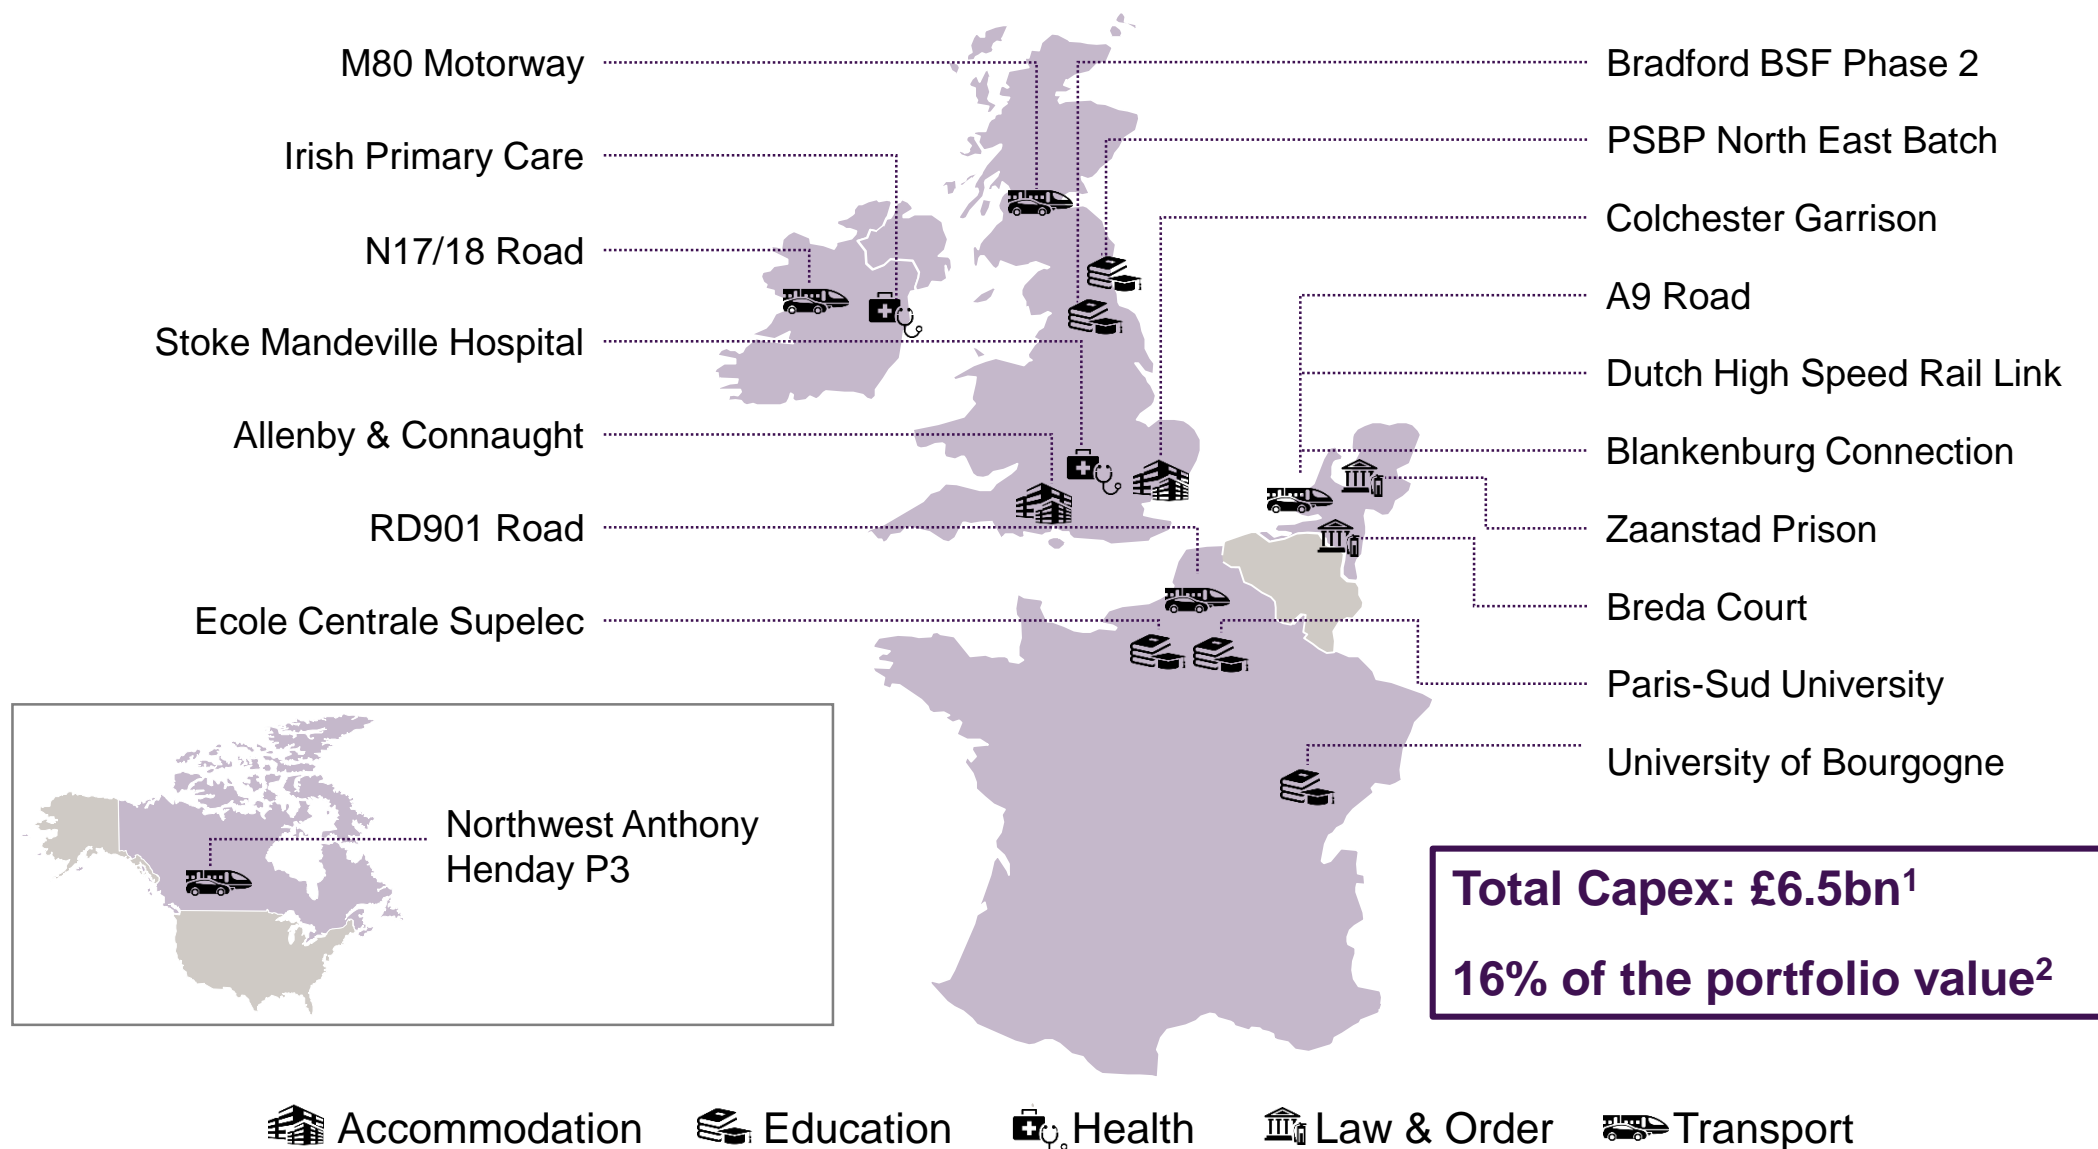 M80 Motorway
Irish Primary Care
N17/18 Road
Stoke Mandeville Hospital
Allenby & Connaught
RD901 Road
Ecole Centrale Supelec
Bradford BSF Phase 2
PSBP North East Batch
Colchester Garrison
A9 Road
Dutch High Speed Rail Link
Blankenburg Connection
Zaanstad Prison
Breda Court
Paris-Sud University
University of Bourgogne
Northwest Anthony
Henday P3
Total Capex: £6.5bn¹
16% of the portfolio value²
Accommodation
Education
Health
Law & Order
Transport